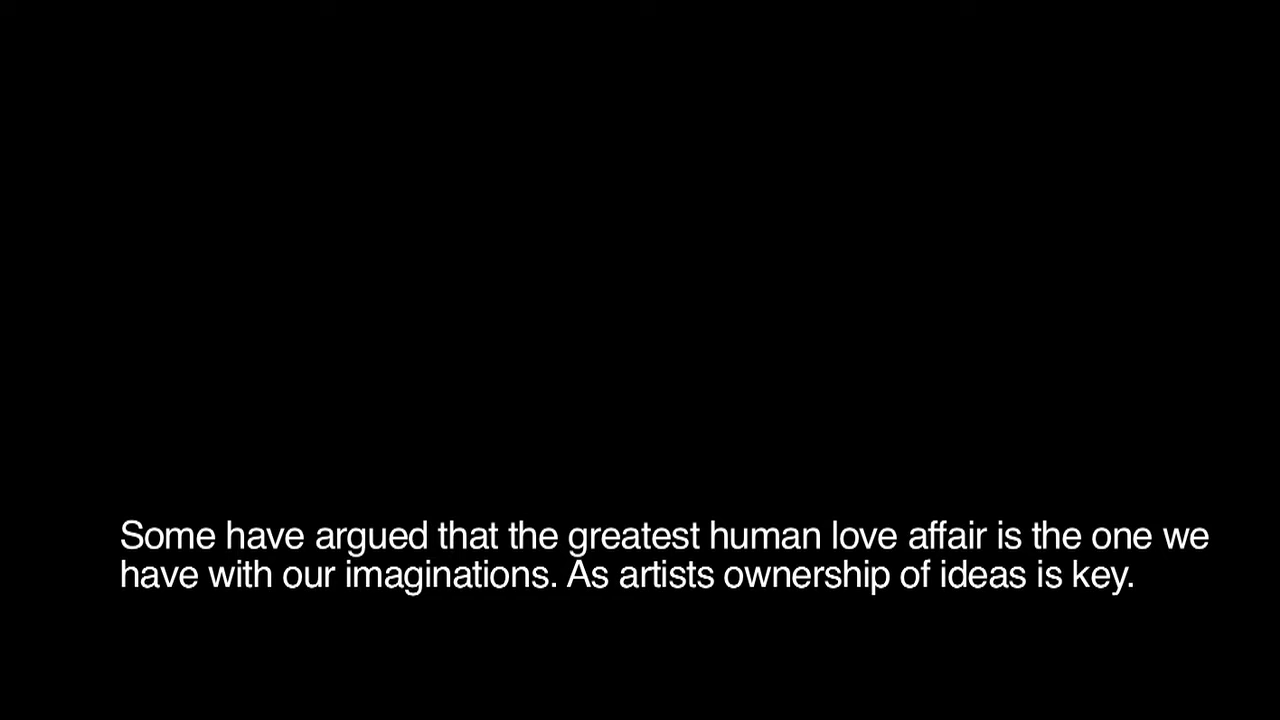 Some have argued that the greatest human love affair is the one we
have with our imaginations. As artists ownership of ideas is key.